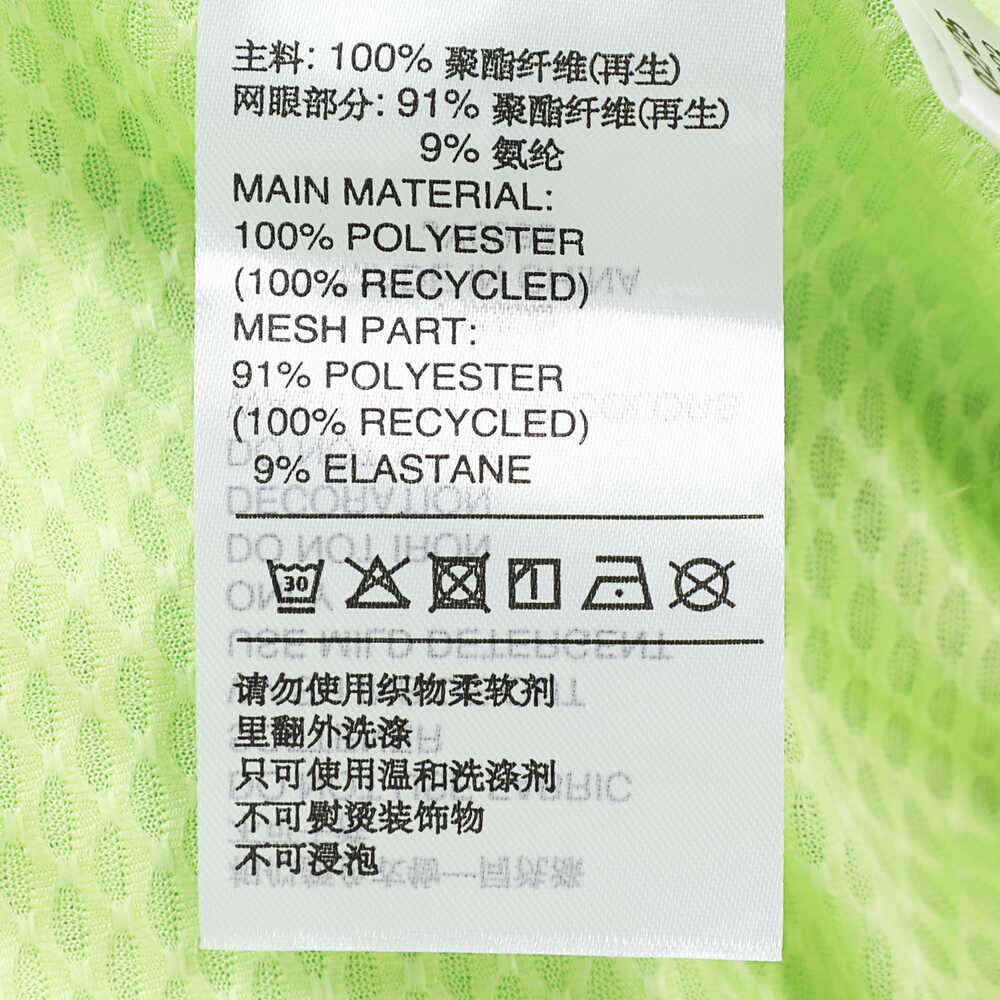 主料: 100% 聚酯纤维(再生)
网眼部分: 91% 聚酯纤维(再生)
9% 氨纶
MAIN MATERIAL:
100% POLYESTER
(100% RECYCLED)
MESH PART:
91% POLYESTER
(100% RECYCLED)
9% ELASTANE
30
请勿使用织物柔软剂
里翻外洗涤
只可使用温和洗涤剂
不可熨烫装饰物
不可浸泡